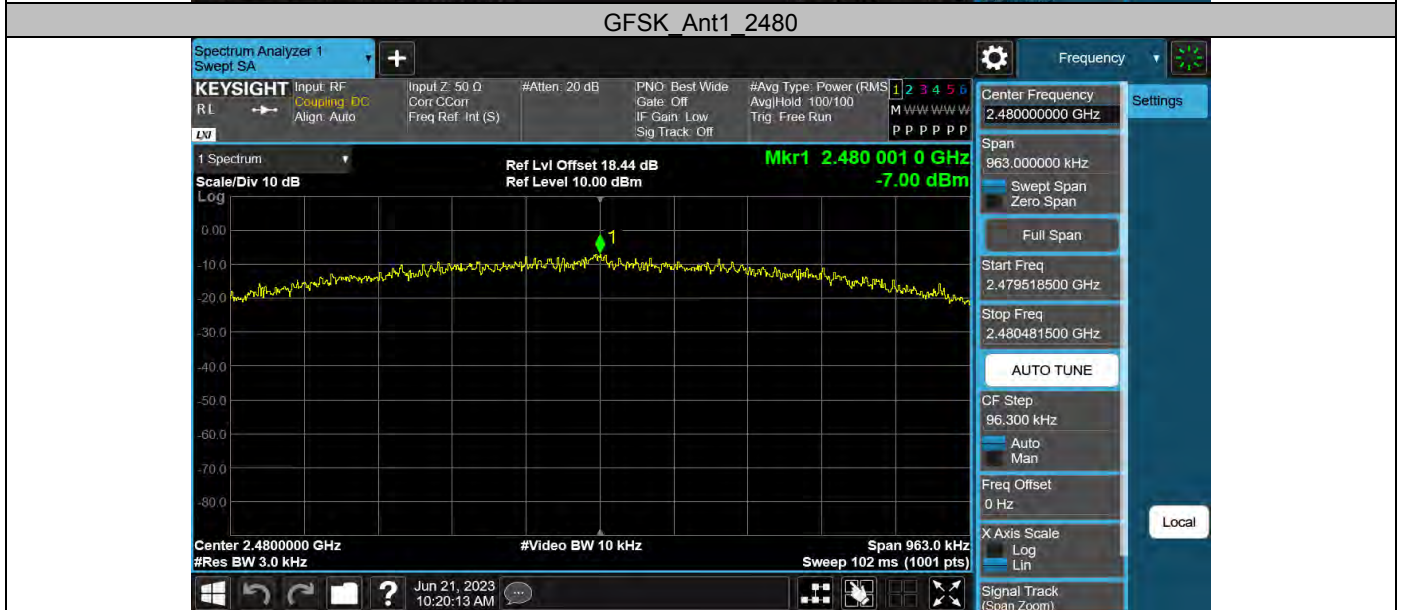 GFSK_Ant1_2480
Spectrum Analyzer 1
Swept SA
Frequency
KEYSIGHT
R L
LXI
Input: RF
Coupling: DC
Align: Auto
Input Z: 50 Ω
Corr CCorr
Freq Ref: Int (S)
#Atten: 20 dB
PNO: Best Wide
Gate: Off
IF Gain: Low
Sig Track: Off
#Avg Type: Power (RMS
Avg|Hold: 100/100
Trig: Free Run
1 2 3 4 5 6
M W W W W W
P P P P P P
1 Spectrum
Scale/Div 10 dB
Log
Ref Lvl Offset 18.44 dB
Ref Level 10.00 dBm
Mkr1 2.480 001 0 GHz
-7.00 dBm
0.00
1
-10.0
-20.0
-30.0
-40.0
-50.0
-60.0
-70.0
-80.0
Center 2.4800000 GHz
#Res BW 3.0 kHz
#Video BW 10 kHz
Span 963.0 kHz
Sweep 102 ms (1001 pts)
Center Frequency
2.480000000 GHz
Settings
Span
963.000000 kHz
Swept Span
Zero Span
Full Span
Start Freq
2.479518500 GHz
Stop Freq
2.480481500 GHz
AUTO TUNE
CF Step
96.300 kHz
Auto
Man
Freq Offset
0 Hz
X Axis Scale
Log
Lin
Local
Signal Track
(Span Zoom)
?
Jun 21, 2023
10:20:13 AM